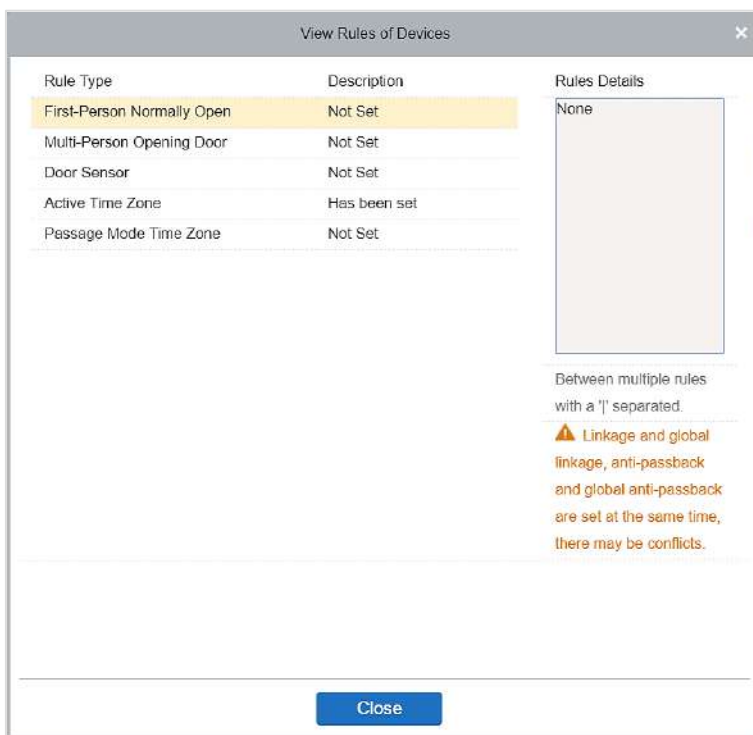 View Rules of Devices
Rule Type Description Rules Details
First-Person Normally Open Not Set
Multi-Person Opening Door Not Set
Door Sensor Not Set
Active Time Zone Has been set
Passage Mode Time Zone Not Set
None
Between multiple rules
with a '|' separated.
Linkage and global
linkage, anti-passback
and global anti-passback
are set at the same time,
there may be conflicts.
Close